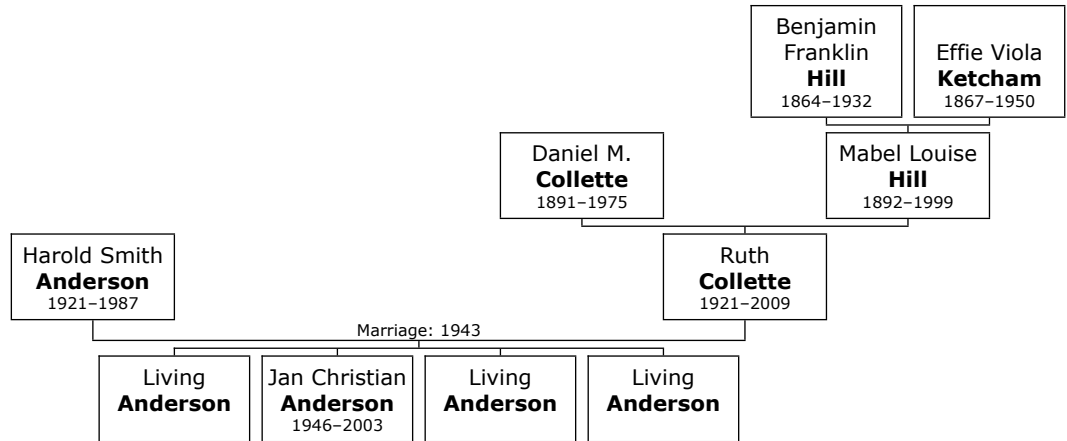 Benjamin
Franklin
Hill
1864–1932
Effie Viola
Ketcham
1867–1950
Daniel M.
Collette
1891–1975
Mabel Louise
Hill
1892–1999
Harold Smith
Anderson
1921–1987
Ruth
Collette
1921–2009
Marriage: 1943
Living
Anderson
Jan Christian
Anderson
1946–2003
Living
Anderson
Living
Anderson